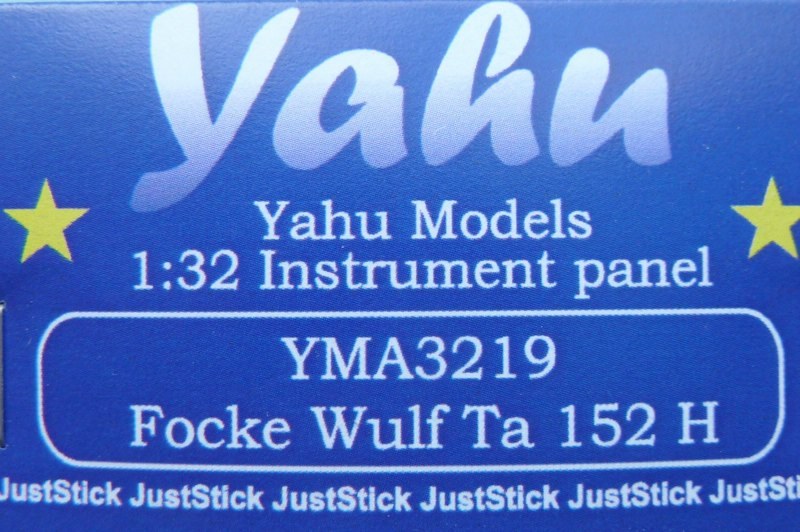 yahu
Yahu Models
1:32 Instrument panel
YMA3219
Focke Wulf Ta 152 H
JustStick JustStick JustStick JustStick JustStick JustSti